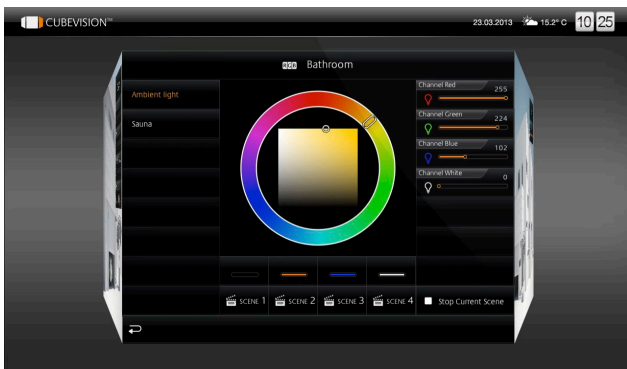 CUBEVISION™
23.03.2013 15.2° C 10 25
RGB Bathroom
Ambient light
Sauna
Channel Red 255
Channel Green 224
Channel Blue 102
Channel White 0
SCENE 1 SCENE 2 SCENE 3 SCENE 4 Stop Current Scene